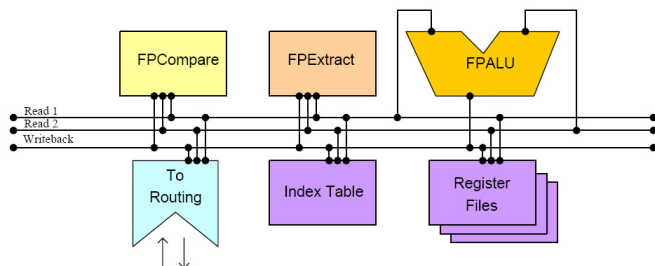 FPCompare
FPExtract
FPALU
Read 1
Read 2
Writeback
To
Routing
Index Table
Register
Files